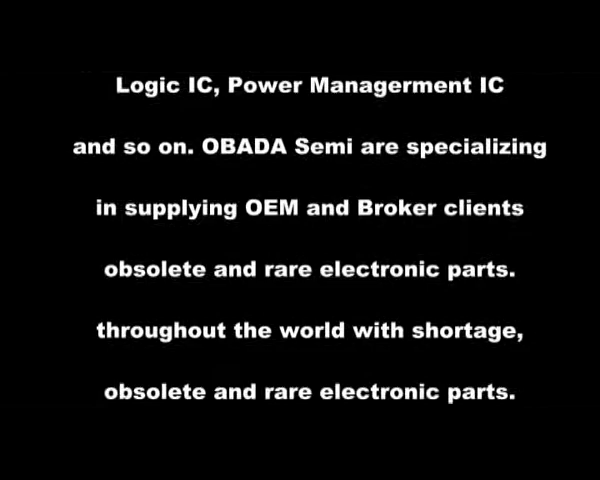 Logic IC, Power Managerment IC
and so on. OBADA Semi are specializing
in supplying OEM and Broker clients
obsolete and rare electronic parts.
throughout the world with shortage,
obsolete and rare electronic parts.